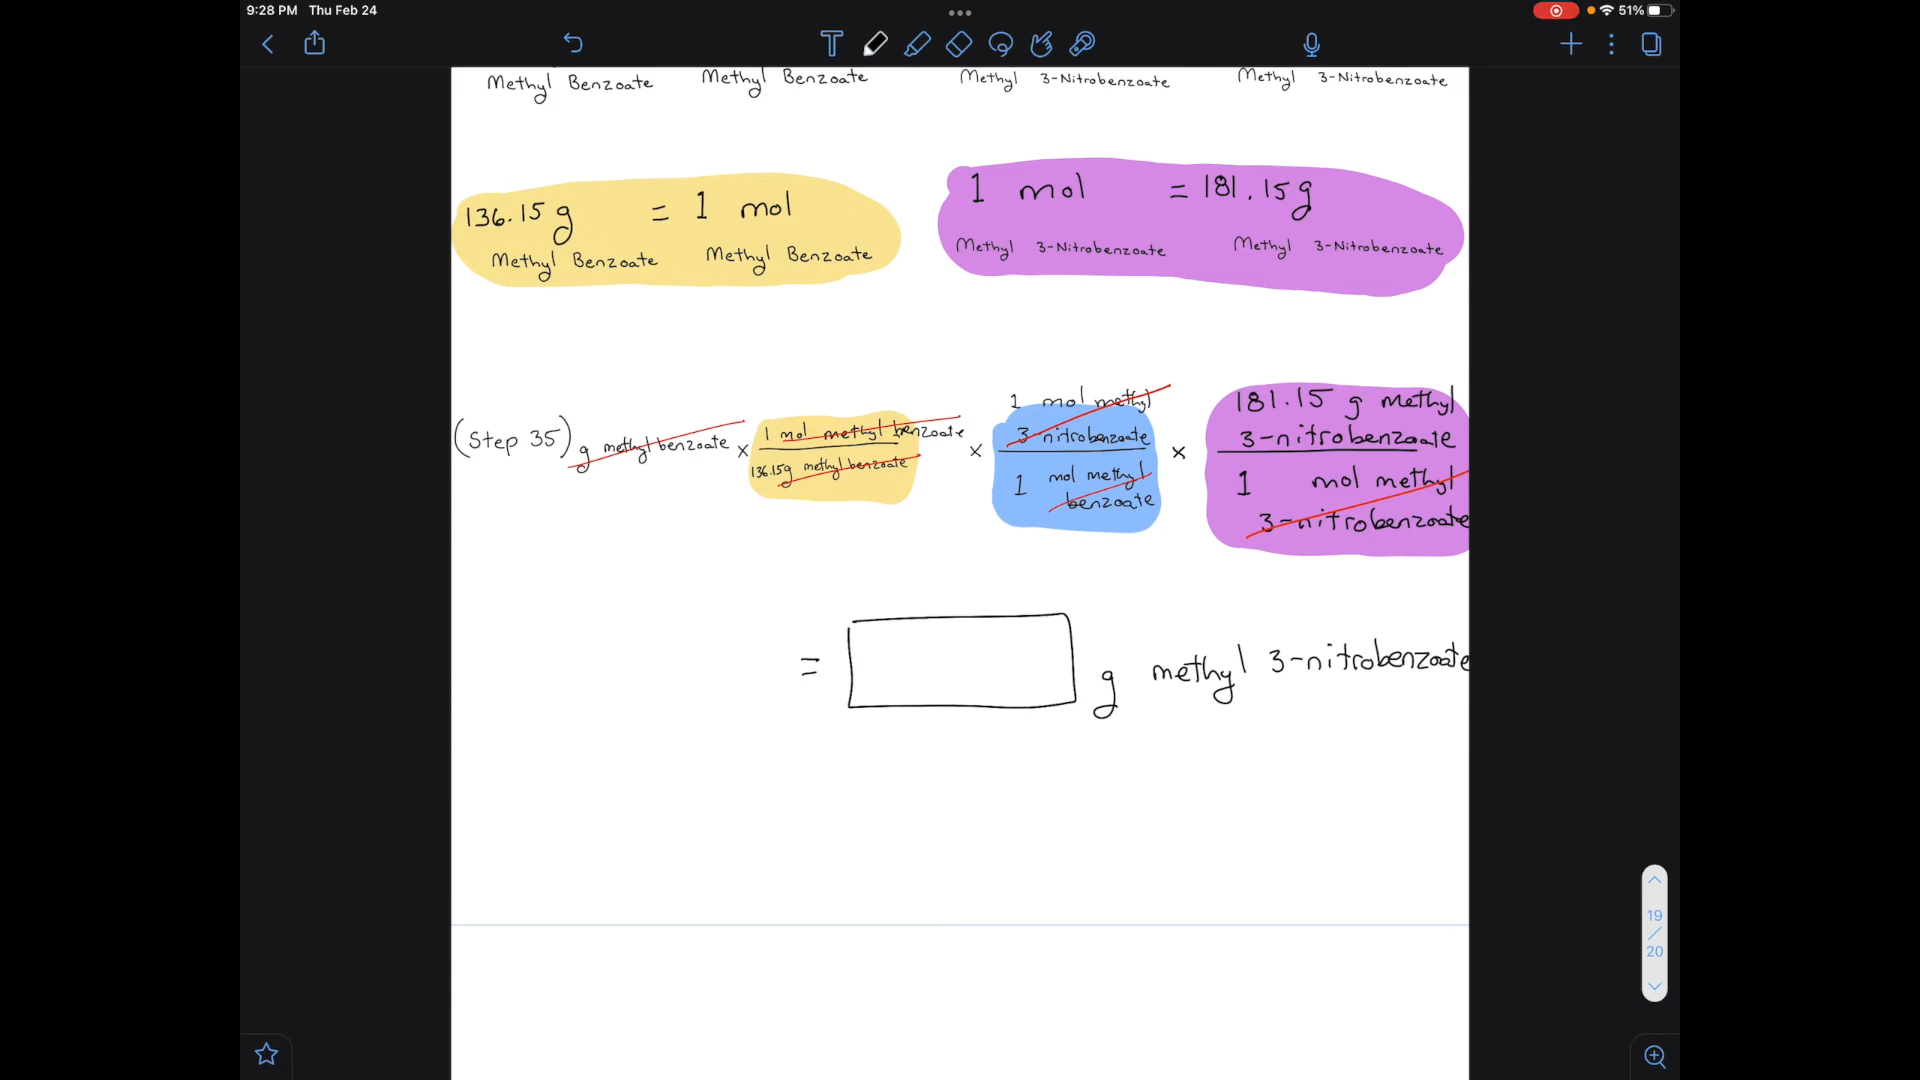 9:28 PM Thu Feb 24
51%
Methyl Benzoate Methyl Benzoate Methyl 3-Nitrobenzoate Methyl 3-Nitrobenzoate
136.15 g = 1 mol
Methyl Benzoate Methyl Benzoate
1 mol = 181.15 g
Methyl 3-Nitrobenzoate Methyl 3-Nitrobenzoate
(Step 35) g methyl benzoate ×
1 mol methyl benzoate
136.15g methyl benzoate
×
1 mol methyl
3-nitrobenzoate
1 mol methyl
benzoate
×
181.15 g methyl
3-nitrobenzoate
1 mol methyl
3-nitrobenzoate
= g methyl 3-nitrobenzoate
19
/
20